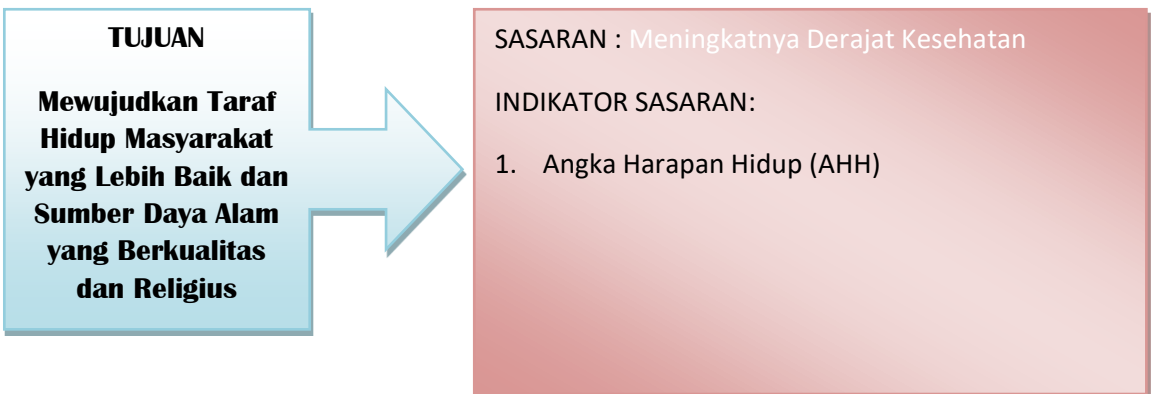 TUJUAN
Mewujudkan Taraf
Hidup Masyarakat
yang Lebih Baik dan
Sumber Daya Alam
yang Berkualitas
dan Religius
SASARAN : Meningkatnya Derajat Kesehatan
INDIKATOR SASARAN:
1. Angka Harapan Hidup (AHH)